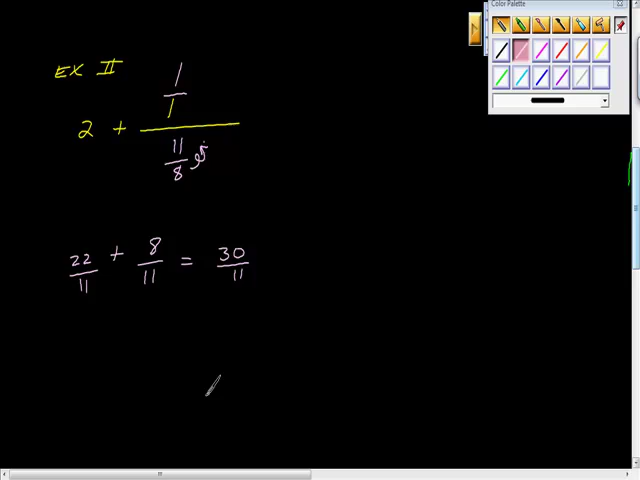 Color Palette
EX II
1
1
2 +
11
8
22/11 + 8/11 = 30/11